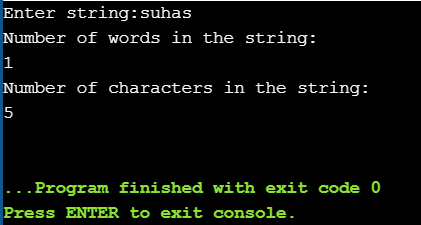 Enter string:suhas
Number of words in the string:
1
Number of characters in the string:
5
...Program finished with exit code 0
Press ENTER to exit console.